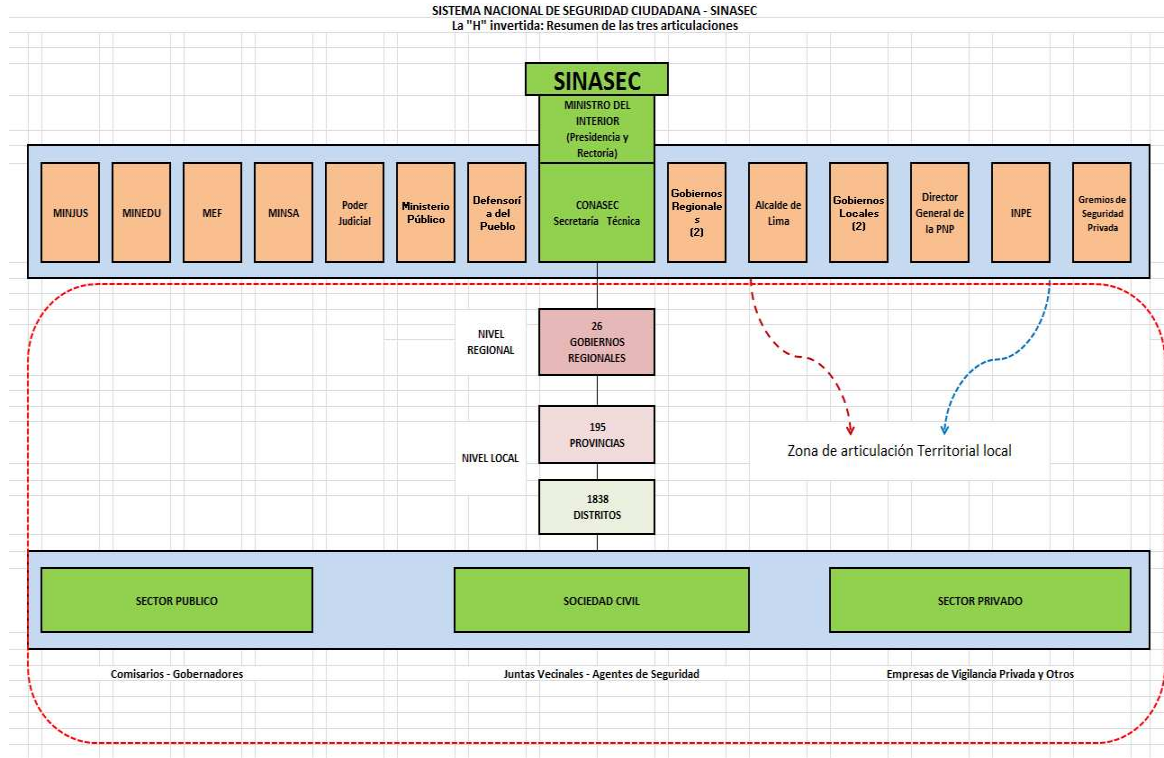 SISTEMA NACIONAL DE SEGURIDAD CIUDADANA - SINASEC
La "H" invertida: Resumen de las tres articulaciones
SINASEC
MINISTRO DEL
INTERIOR
(Presidencia y
Rectoria)
MINJUS
MINEDU
MEF
MINSA
Poder
Judicial
Ministerio
Público
Defensorí
a del
Pueblo
CONASEC
Secretaria Técnica
Gobiernos
Regionale
s
(2)
Alcalde de
Lima
Gobiernos
Locales
(2)
Director
General de
la PNP
INPE
Gremios de
Seguridad
Privada
NIVEL
REGIONAL
26
GOBIERNOS
REGIONALES
195
PROVINCIAS
NIVEL LOCAL
Zona de articulación Territorial local
1838
DISTRITOS
SECTOR PUBLICO
SOCIEDAD CIVIL
SECTOR PRIVADO
Comisarios - Gobernadores
Juntas Vecinales - Agentes de Seguridad
Empresas de Vigilancia Privada y Otros